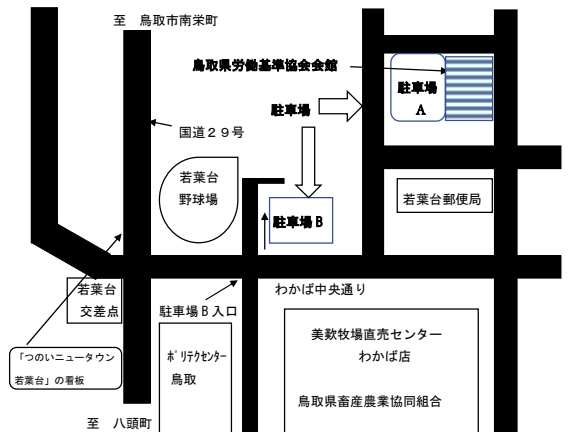 至　鳥取市南栄町
鳥取県労働基準協会会館
駐車場
A
駐車場
国道２９号
若葉台
野球場
若葉台郵便局
駐車場 B
若葉台
交差点
駐車場 B 入口
わかば中央通り
「つのいニュータウン
若葉台」の看板
ﾎﾟﾘﾃｸｾﾝﾀｰ
鳥取
美歎牧場直売センター
わかば店
鳥取県畜産農業協同組合
至　八頭町